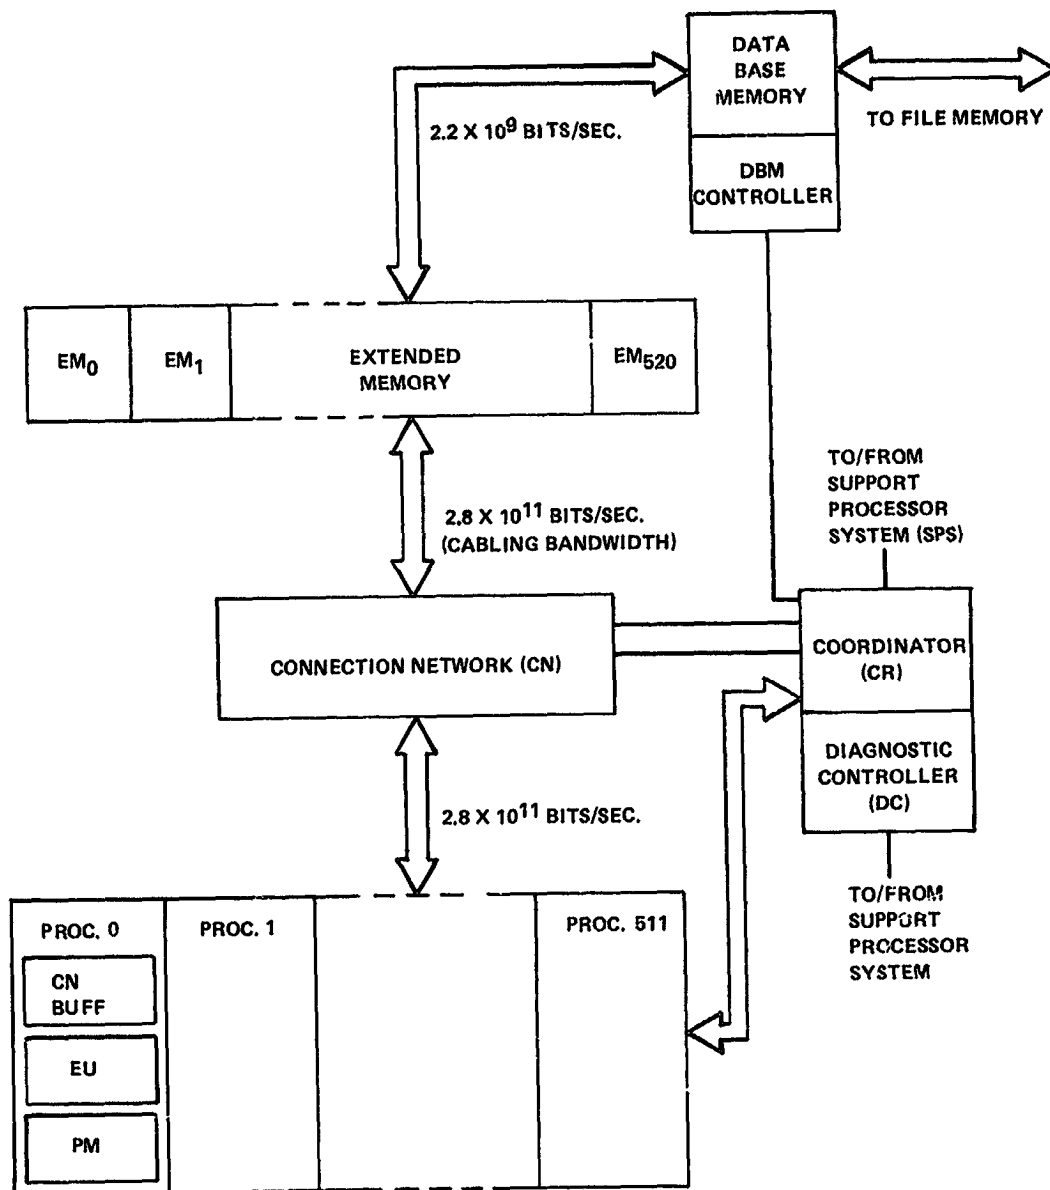 DATA
BASE
MEMORY
TO FILE MEMORY
2.2 X 10⁹ BITS/SEC.
DBM
CONTROLLER
EM₀
EM₁
EXTENDED
MEMORY
EM₅₂₀
2.8 X 10¹¹ BITS/SEC.
(CABLING BANDWIDTH)
TO/FROM
SUPPORT
PROCESSOR
SYSTEM (SPS)
CONNECTION NETWORK (CN)
COORDINATOR
(CR)
DIAGNOSTIC
CONTROLLER
(DC)
2.8 X 10¹¹ BITS/SEC.
TO/FROM
SUPPORT
PROCESSOR
SYSTEM
PROC. 0
PROC. 1
PROC. 511
CN
BUFF
EU
PM